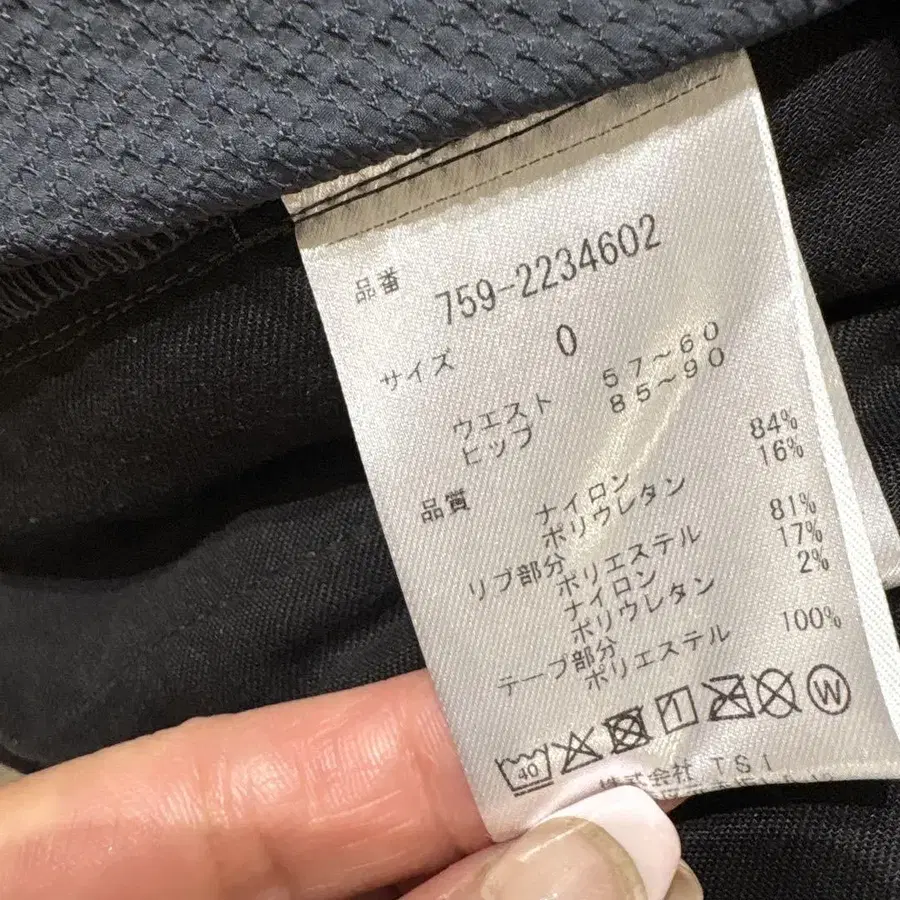 品番 759-2234602
サイズ 0
ウエスト 57～60
ヒップ 85～90
品質 ナイロン 84%
ポリウレタン 16%
リブ部分
ポリエステル 81%
ナイロン 17%
ポリウレタン 2%
テープ部分
ポリエステル 100%
40 W
株式会社 TSI